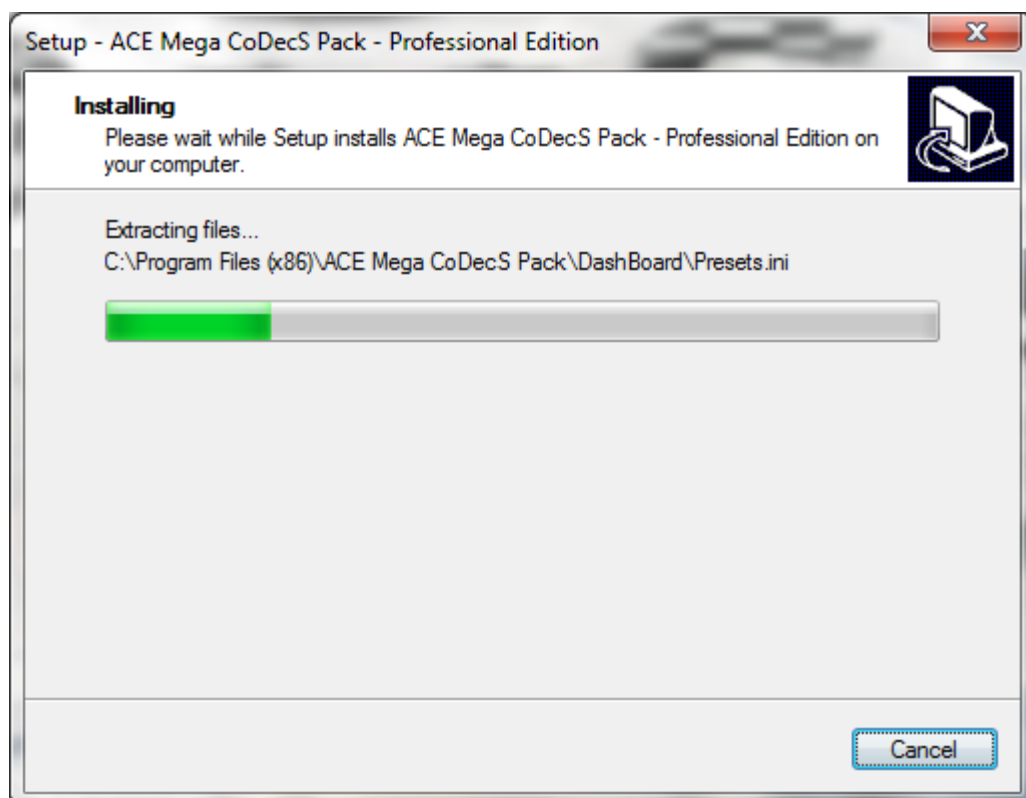 Setup - ACE Mega CoDecS Pack - Professional Edition
Installing
Please wait while Setup installs ACE Mega CoDecS Pack - Professional Edition on
your computer.
Extracting files...
C:\Program Files (x86)\ACE Mega CoDecS Pack\DashBoard\Presets.ini
Cancel